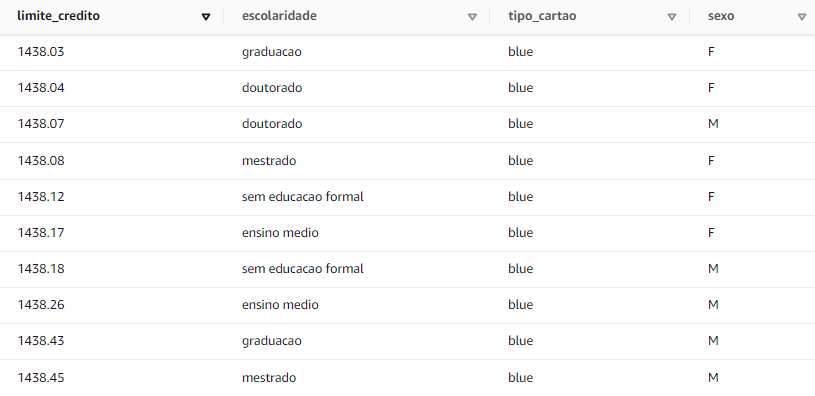 limite_credito escolaridade tipo_cartao sexo
1438.03 graduacao blue F
1438.04 doutorado blue F
1438.07 doutorado blue M
1438.08 mestrado blue F
1438.12 sem educacao formal blue F
1438.17 ensino medio blue F
1438.18 sem educacao formal blue M
1438.26 ensino medio blue M
1438.43 graduacao blue M
1438.45 mestrado blue M